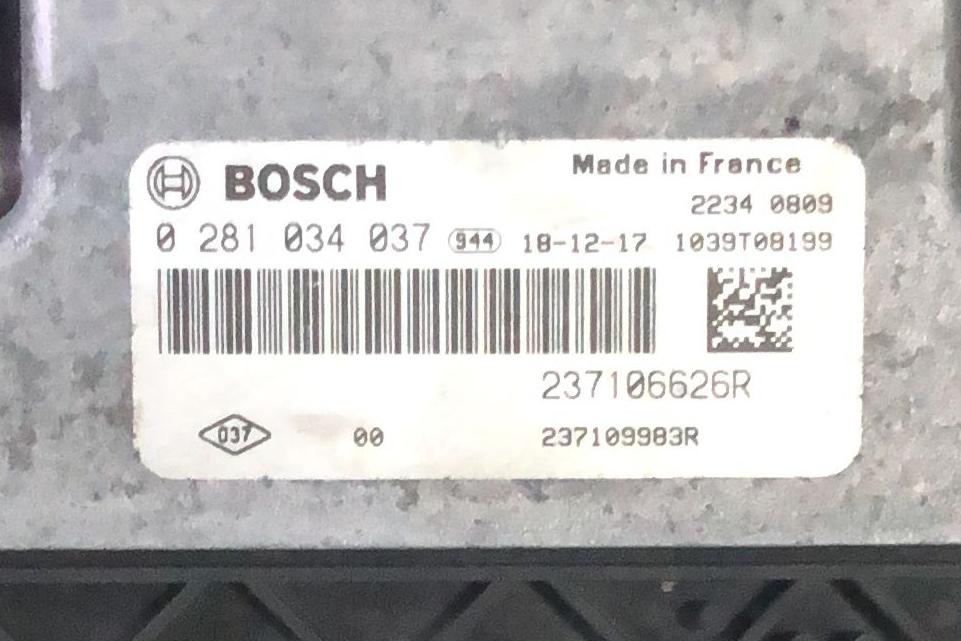 BOSCH
Made in France
2234 0809
0 281 034 037 944 18-12-17 1039T08199
237106626R
037 00 237109983R